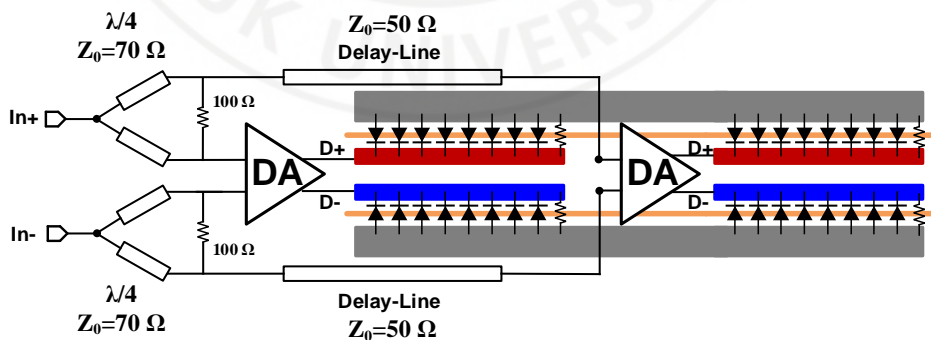 λ/4
Z₀=70 Ω
Z₀=50 Ω
Delay-Line
In+
100 Ω
DA
D+
D-
DA
D+
D-
In-
100 Ω
λ/4
Z₀=70 Ω
Delay-Line
Z₀=50 Ω
UNIVERS